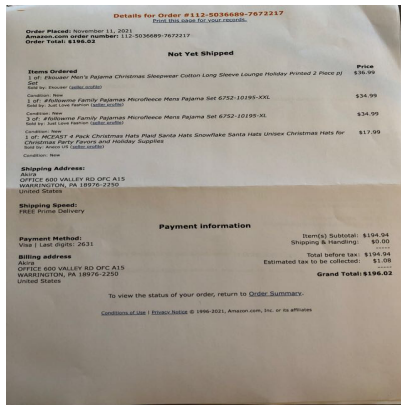 Details for Order #112-5036689-7672217
Print this page for your records.
Order Placed: November 11, 2021
Amazon.com order number: 112-5036689-7672217
Order Total: $196.02
Not Yet Shipped
Items Ordered Price
1 of: Ekouser Men's Pajama Christmas Sleepwear Cotton Long Sleeve Lounge Holiday Printed 2 Piece pj $36.99
Set
Sold by: Ekouser (seller profile)
Condition: New
1 of: #followme Family Pajamas Microfleece Mens Pajama Set 6752-10195-XXL $34.99
Sold by: Just Love Fashion (seller profile)
Condition: New
3 of: #followme Family Pajamas Microfleece Mens Pajama Set 6752-10195-XL $34.99
Sold by: Just Love Fashion (seller profile)
Condition: New
1 of: MCEAST 4 Pack Christmas Hats Plaid Santa Hats Snowflake Santa Hats Unisex Christmas Hats for $17.99
Christmas Party Favors and Holiday Supplies
Sold by: US (seller profile)
Condition: New
Shipping Address:
Akira
OFFICE 600 VALLEY RD OFC A15
WARRINGTON, PA 18976-2250
United States
Shipping Speed:
FREE Prime Delivery
Payment information
Payment Method:
Visa | Last digits: 2631
Item(s) Subtotal: $194.94
Shipping & Handling: $0.00
-----
Billing address
Akira
OFFICE 600 VALLEY RD OFC A15
WARRINGTON, PA 18976-2250
United States
Total before tax: $194.94
Estimated tax to be collected: $1.08
-----
Grand Total: $196.02
To view the status of your order, return to Order Summary.
Conditions of Use | Privacy Notice © 1996-2021, Amazon.com, Inc. or its affiliates